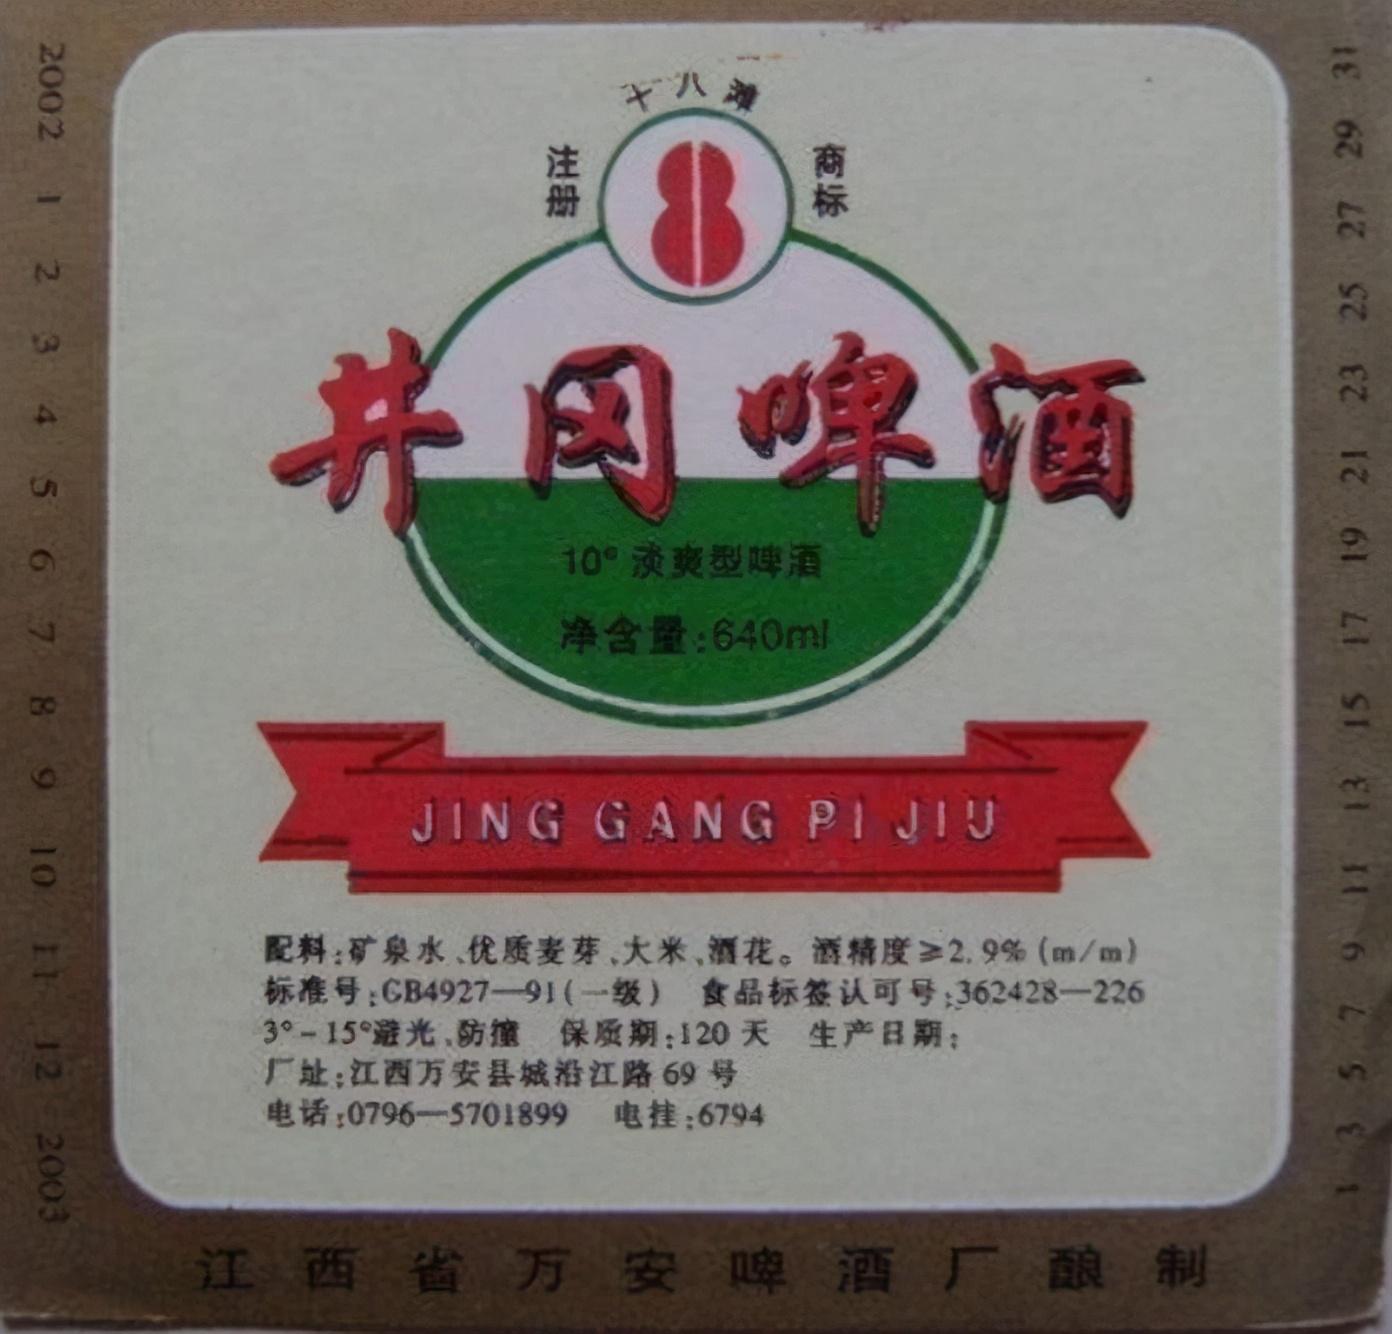 十八滩
注册 商标
井冈啤酒
10° 淡爽型啤酒
净含量:640ml
JING GANG PI JIU
配料:矿泉水、优质麦芽、大米、酒花。酒精度≥2.9%(m/m)
标准号:GB4927—91(一级) 食品标签认可号:362428—226
3°-15°避光、防撞 保质期:120天 生产日期:
厂址:江西万安县城沿江路69号
电话:0796—5701899 电挂:6794
江西省万安啤酒厂酿制
2002 1 2 3 4 5 6 7 8 9 10 11 12 2003
31 29 27 25 23 21 19 17 15 13 11 9 7 5 3 1